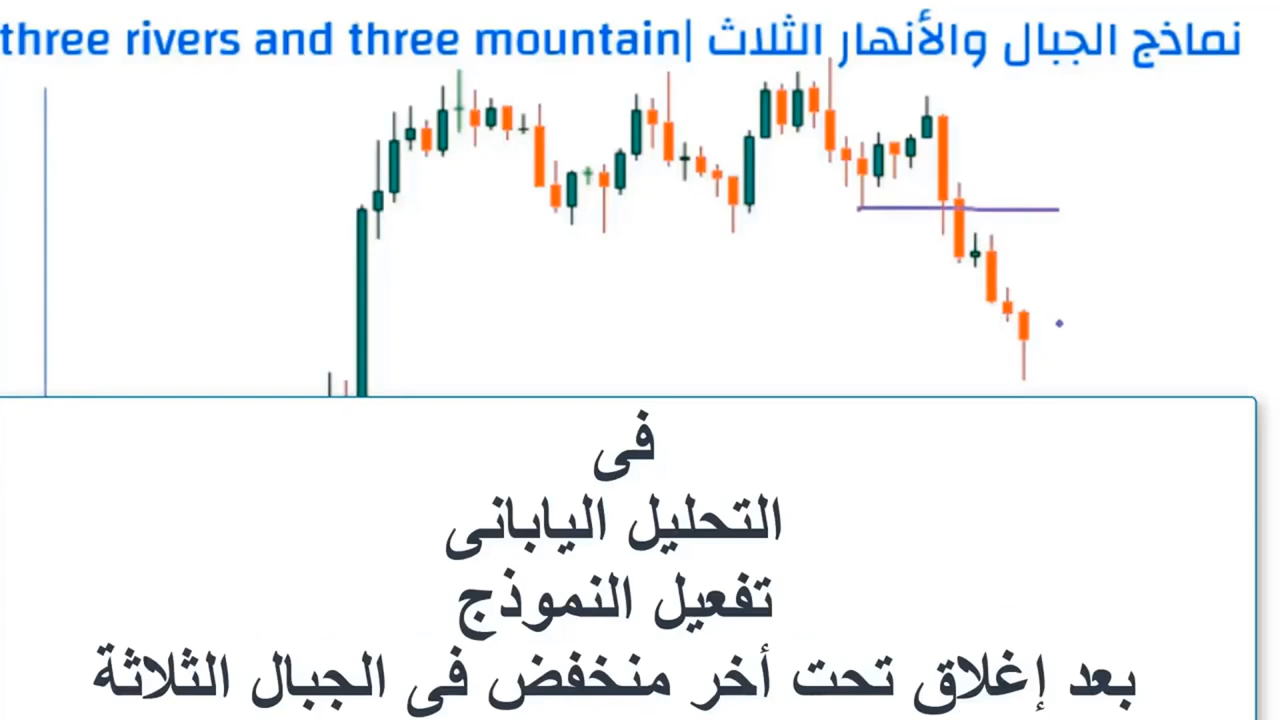 three rivers and three mountain| نماذج الجبال والأنهار الثلاث
فى
التحليل اليابانى
تفعيل النموذج
بعد إغلاق تحت أخر منخفض فى الجبال الثلاثة